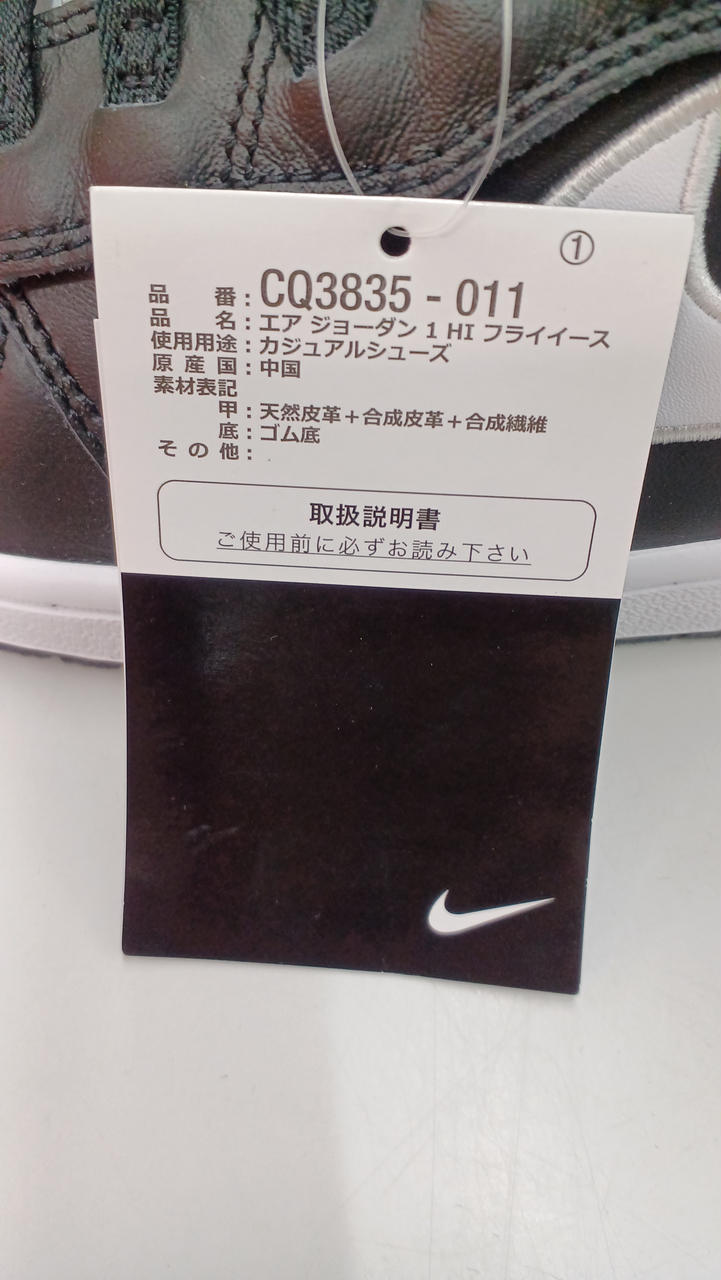 ①
品 番：CQ3835 - 011
品 名：エア ジョーダン 1 HI フライイース
使用用途：カジュアルシューズ
原 産 国：中国
素材表記
甲：天然皮革＋合成皮革＋合成繊維
底：ゴム底
そ の 他：
取扱説明書
ご使用前に必ずお読み下さい